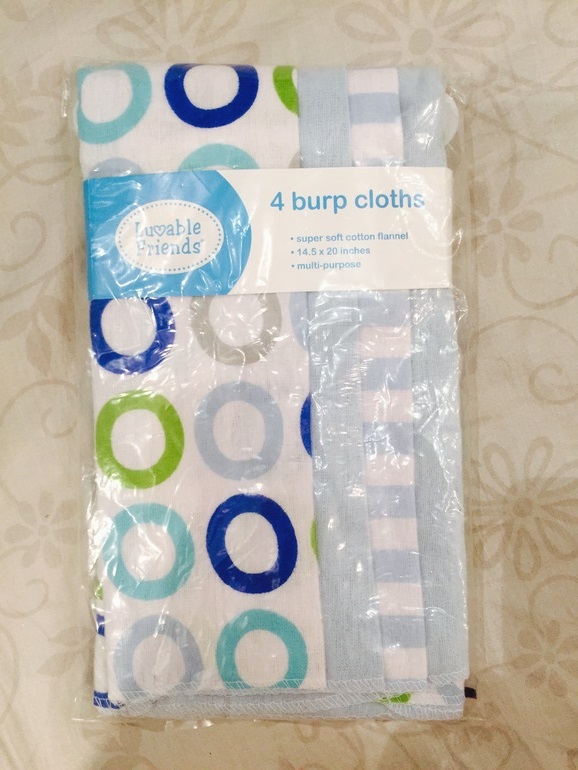 Luvable
Friends
4 burp cloths
• super soft cotton flannel
• 14.5 x 20 inches
• multi-purpose